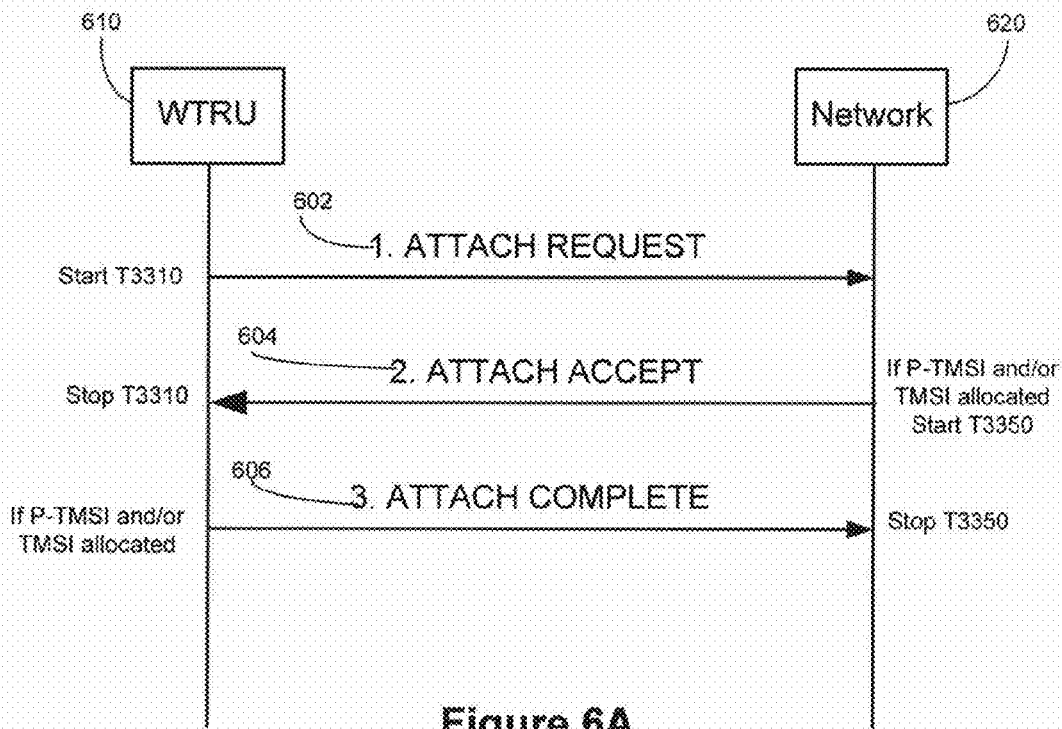 610
620
WTRU
Network
602
1. ATTACH REQUEST
Start T3310
604
2. ATTACH ACCEPT
If P-TMSI and/or
TMSI allocated
Start T3350
Stop T3310
606
3. ATTACH COMPLETE
If P-TMSI and/or
TMSI allocated
Stop T3350
Figure 6A